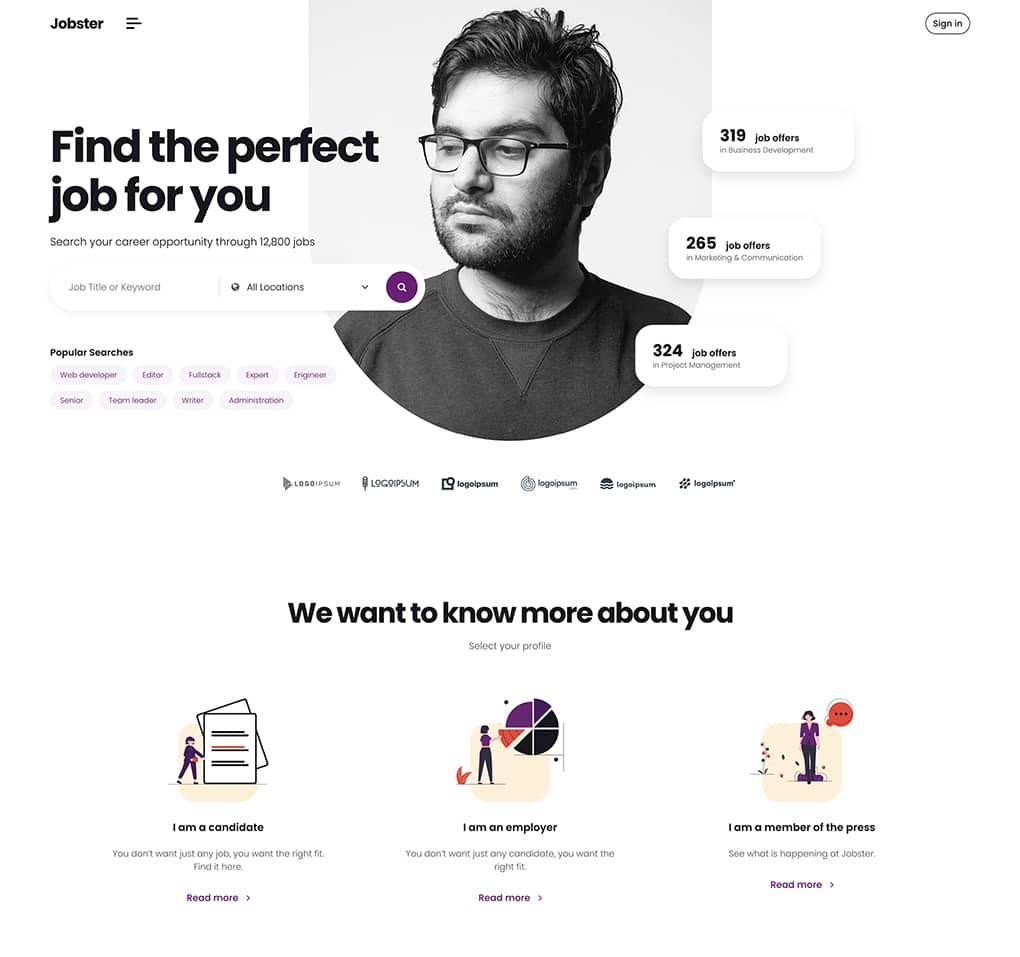 Jobster
Sign in
Find the perfect
job for you
Search your career opportunity through 12,800 jobs
Job Title or Keyword
All Locations
Popular Searches
Web developer
Editor
Fullstack
Expert
Engineer
Senior
Team leader
Writer
Administration
319 job offers
in Business Development
265 job offers
in Marketing & Communication
324 job offers
in Project Management
LOGOIPSUM
LOGOIPSUM
logoipsum
logoipsum
logoipsum
logoipsum
We want to know more about you
Select your profile
I am a candidate
You don't want just any job, you want the right fit.
Find it here.
Read more
I am an employer
You don't want just any candidate, you want the
right fit.
Read more
I am a member of the press
See what is happening at Jobster.
Read more